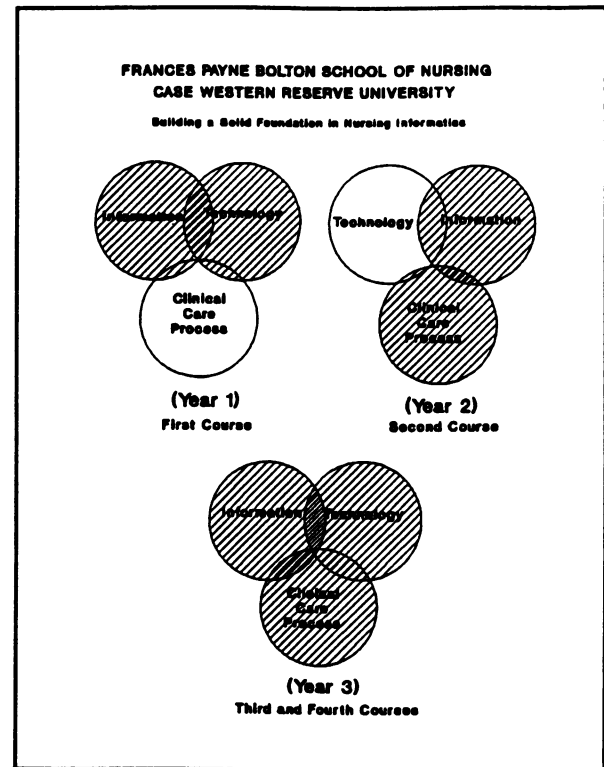 FRANCES PAYNE BOLTON SCHOOL OF NURSING
CASE WESTERN RESERVE UNIVERSITY
Building a Solid Foundation in Nursing Informatics
Information Technology
Clinical
Care
Process
(Year 1)
First Course
Technology Information
Clinical
Care
Process
(Year 2)
Second Course
Information Technology
Clinical
Care
Process
(Year 3)
Third and Fourth Courses